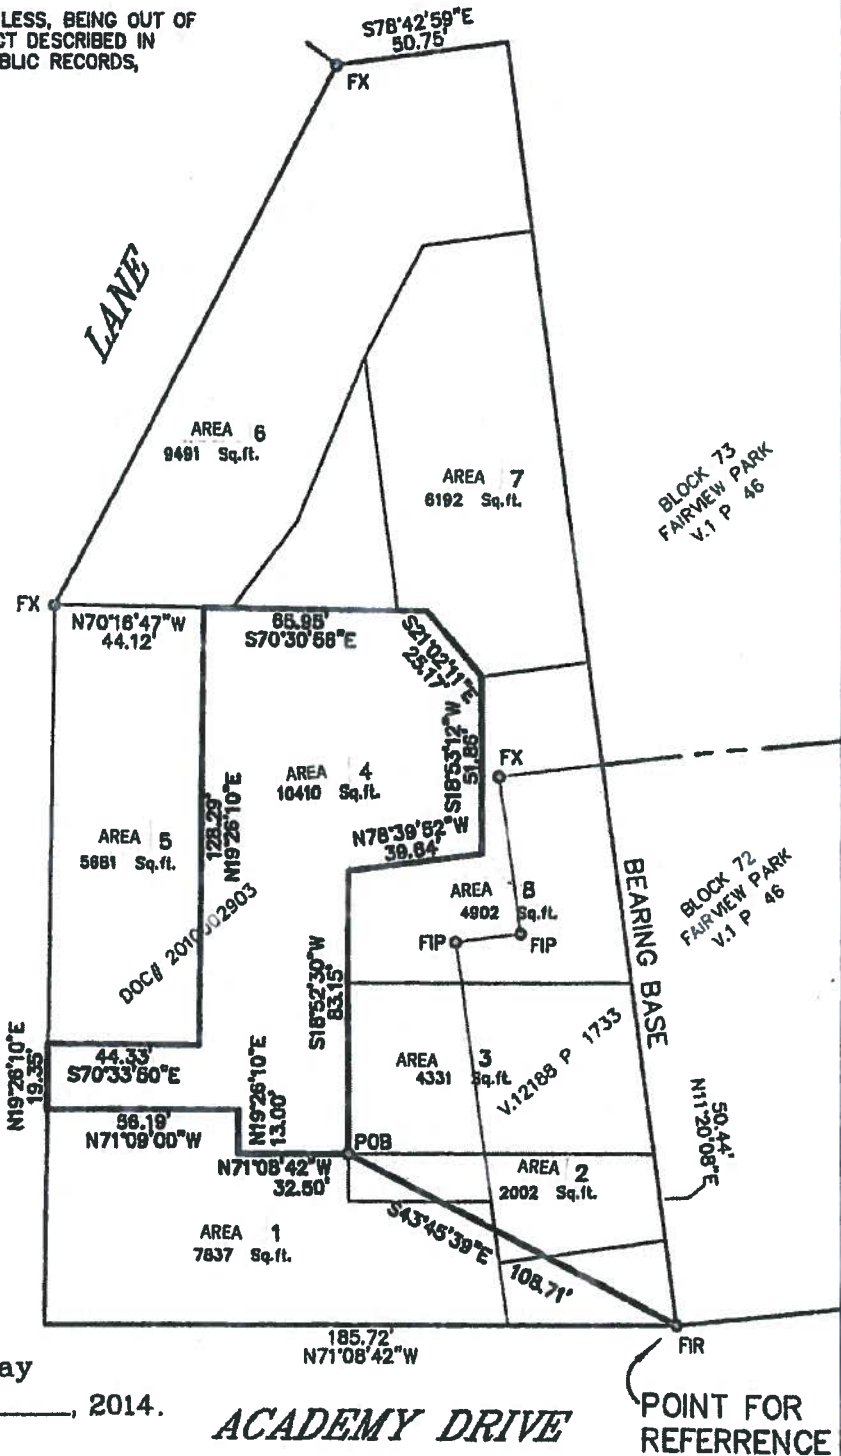 LESS, BEING OUT OF
CT DESCRIBED IN
BLIC RECORDS,
S78°42'59"E
50.75'
FX
LANE
AREA 6
9491 Sq.ft.
AREA 7
6192 Sq.ft.
BLOCK 73
FAIRVIEW PARK
V.1 P 46
FX
N70°16'47"W
44.12'
65.95'
S70°30'56"E
S21°02'11"E
25.17'
S18°53'12"W
51.86'
FX
AREA 4
10410 Sq.ft.
128.29'
N19°26'10"E
N78°39'52"W
39.64'
AREA 5
5681 Sq.ft.
AREA 8
4902 Sq.ft.
FIP
FIP
BEARING BASE
BLOCK 72
FAIRVIEW PARK
V.1 P 46
DOC# 2010002903
S18°52'30"W
83.15'
N19°26'10"E
19.35'
44.33'
S70°33'50"E
AREA 3
4331 Sq.ft.
V.12188 P 1733
56.19'
N71°09'00"W
N19°26'10"E
13.00'
POB
N71°08'42"W
32.50'
50.44'
N11°20'08"E
AREA 2
2002 Sq.ft.
S43°45'39"E
108.71'
AREA 1
7837 Sq.ft.
185.72'
N71°08'42"W
FIR
ay
, 2014.
ACADEMY DRIVE
POINT FOR
REFERRENCE